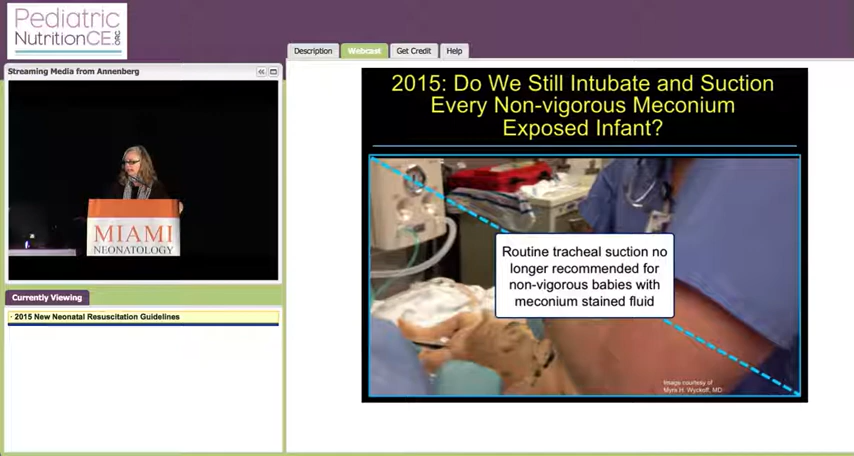 Pediatric
NutritionCE.ORG
Description
Webcast
Get Credit
Help
Streaming Media from Annenberg
MIAMI
NEONATOLOGY
Currently Viewing
· 2015 New Neonatal Resuscitation Guidelines
2015: Do We Still Intubate and Suction
Every Non-vigorous Meconium
Exposed Infant?
Routine tracheal suction no
longer recommended for
non-vigorous babies with
meconium stained fluid
Image courtesy of
Myra H. Wyckoff, MD